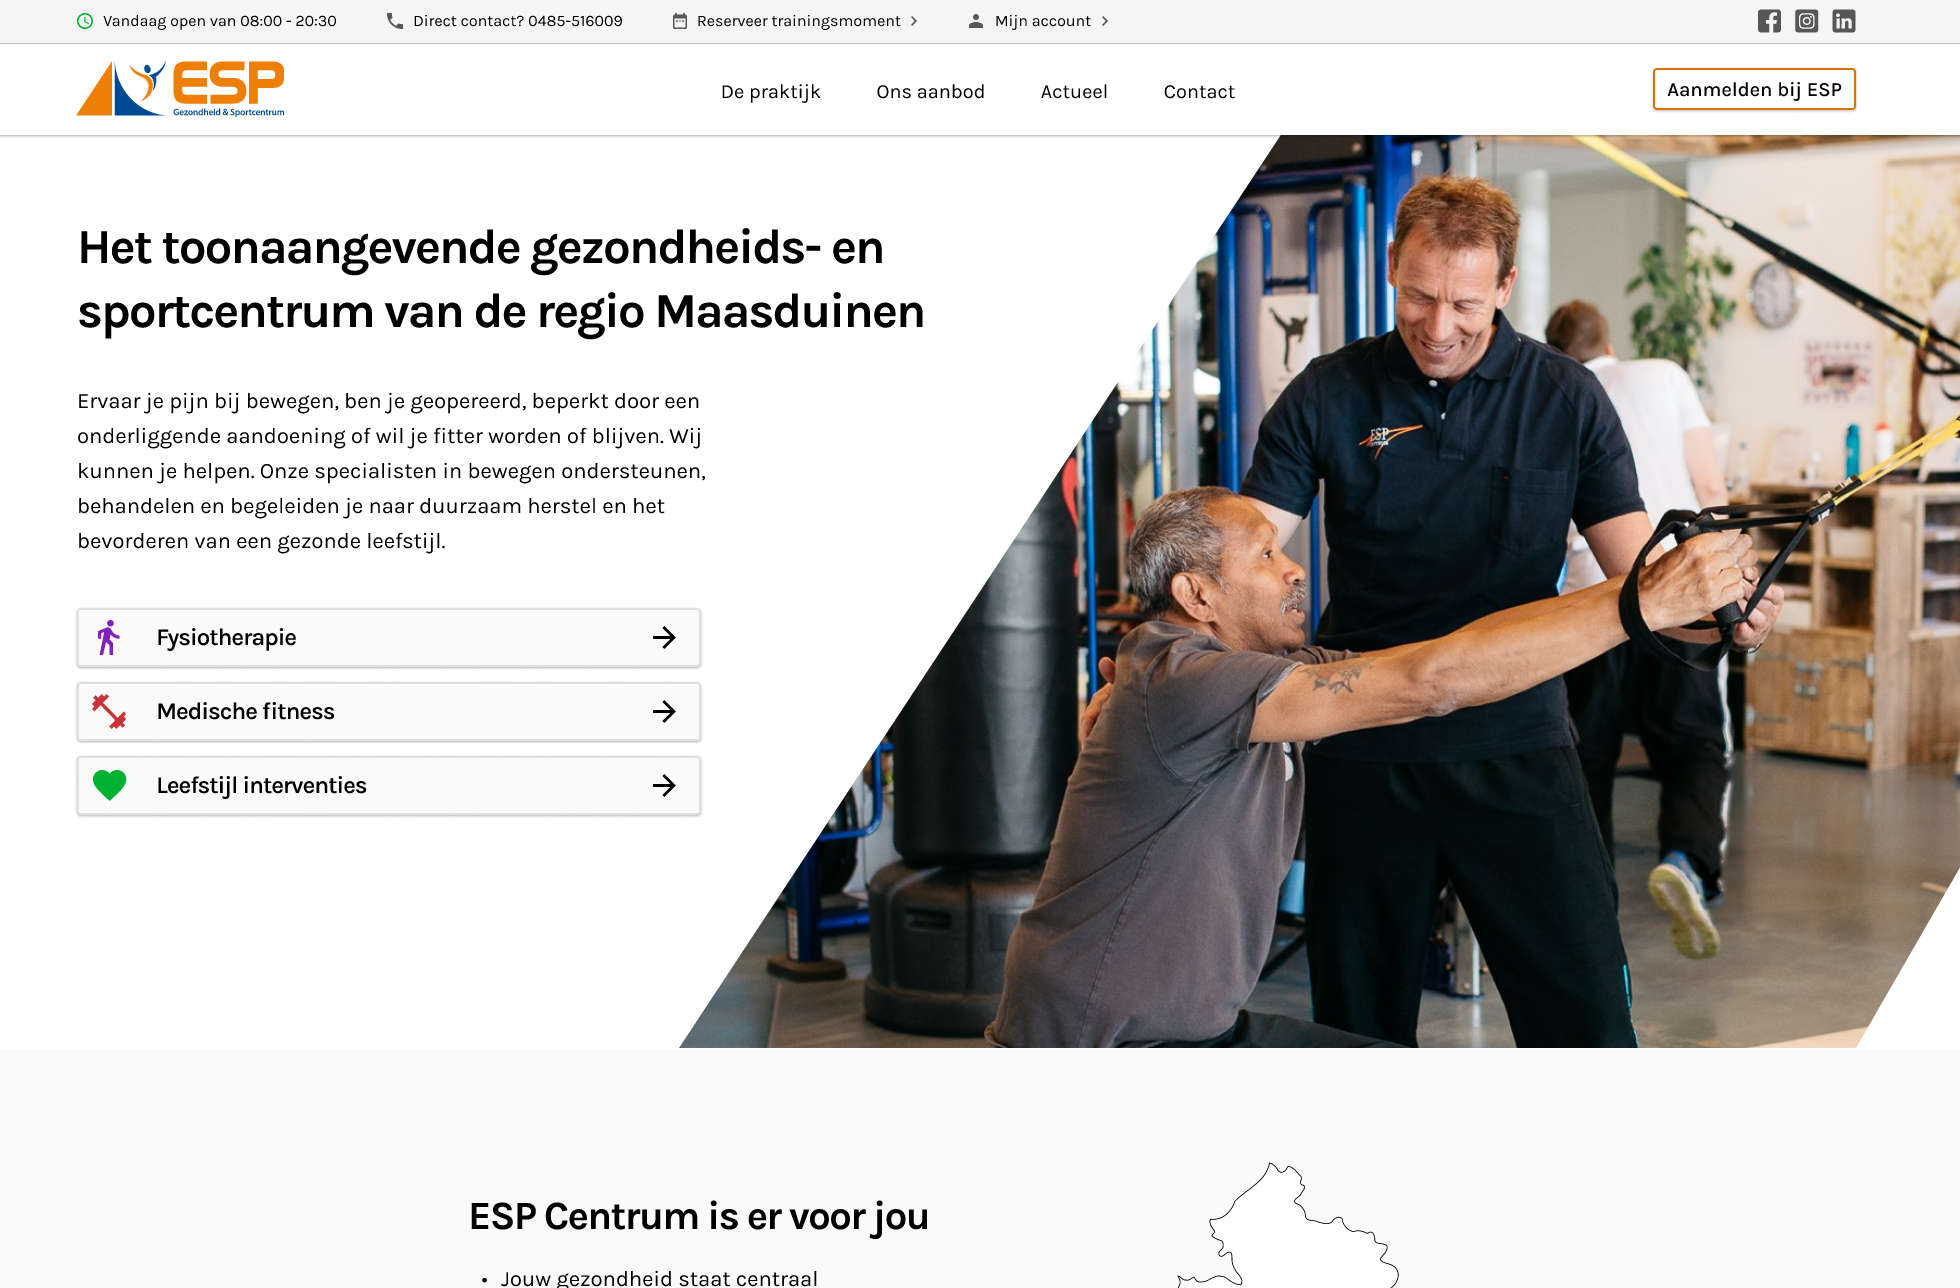 Vandaag open van 08:00 - 20:30
Direct contact? 0485-516009
Reserveer trainingsmoment
Mijn account
ESP
Gezondheid & Sportcentrum
De praktijk
Ons aanbod
Actueel
Contact
Aanmelden bij ESP
Het toonaangevende gezondheids- en
sportcentrum van de regio Maasduinen
Ervaar je pijn bij bewegen, ben je geopereerd, beperkt door een
onderliggende aandoening of wil je fitter worden of blijven. Wij
kunnen je helpen. Onze specialisten in bewegen ondersteunen,
behandelen en begeleiden je naar duurzaam herstel en het
bevorderen van een gezonde leefstijl.
Fysiotherapie
Medische fitness
Leefstijl interventies
ESP
ESP Centrum is er voor jou
• Jouw gezondheid staat centraal